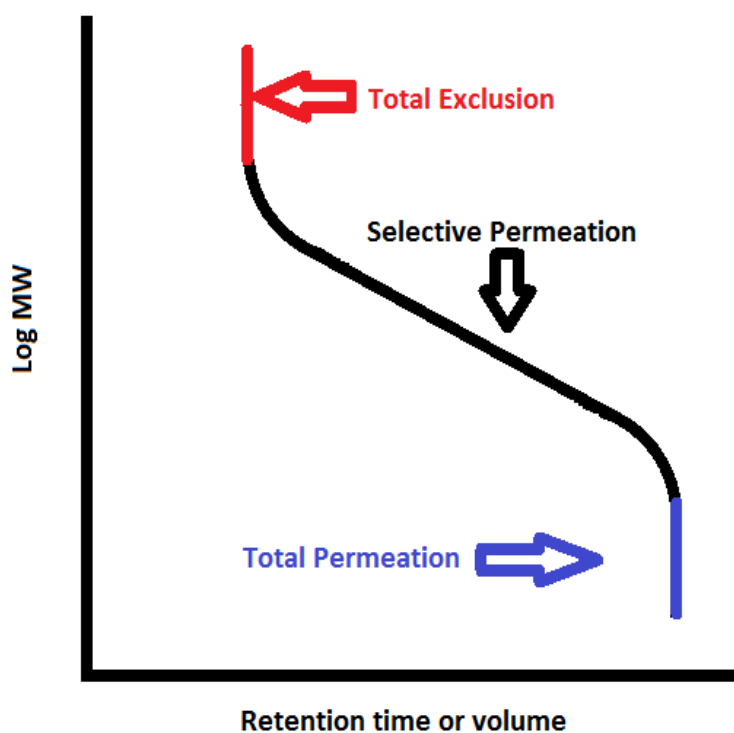 Total Exclusion
Selective Permeation
Log MW
Total Permeation
Retention time or volume